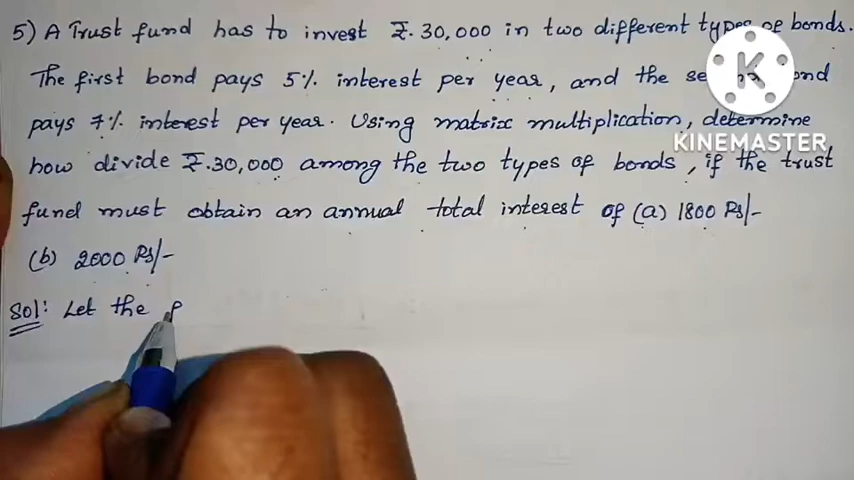 5) A Trust fund has to invest ₹. 30,000 in two different types of bonds.
The first bond pays 5% interest per year, and the
pays 7% interest per year. Using matrix multiplication, determine
how divide ₹.30,000 among the two types of bonds, if the trust
fund must obtain an annual total interest of (a) 1800 Rs/-
(b) 2000 Rs/-
Sol: Let the
K
KINEMASTER